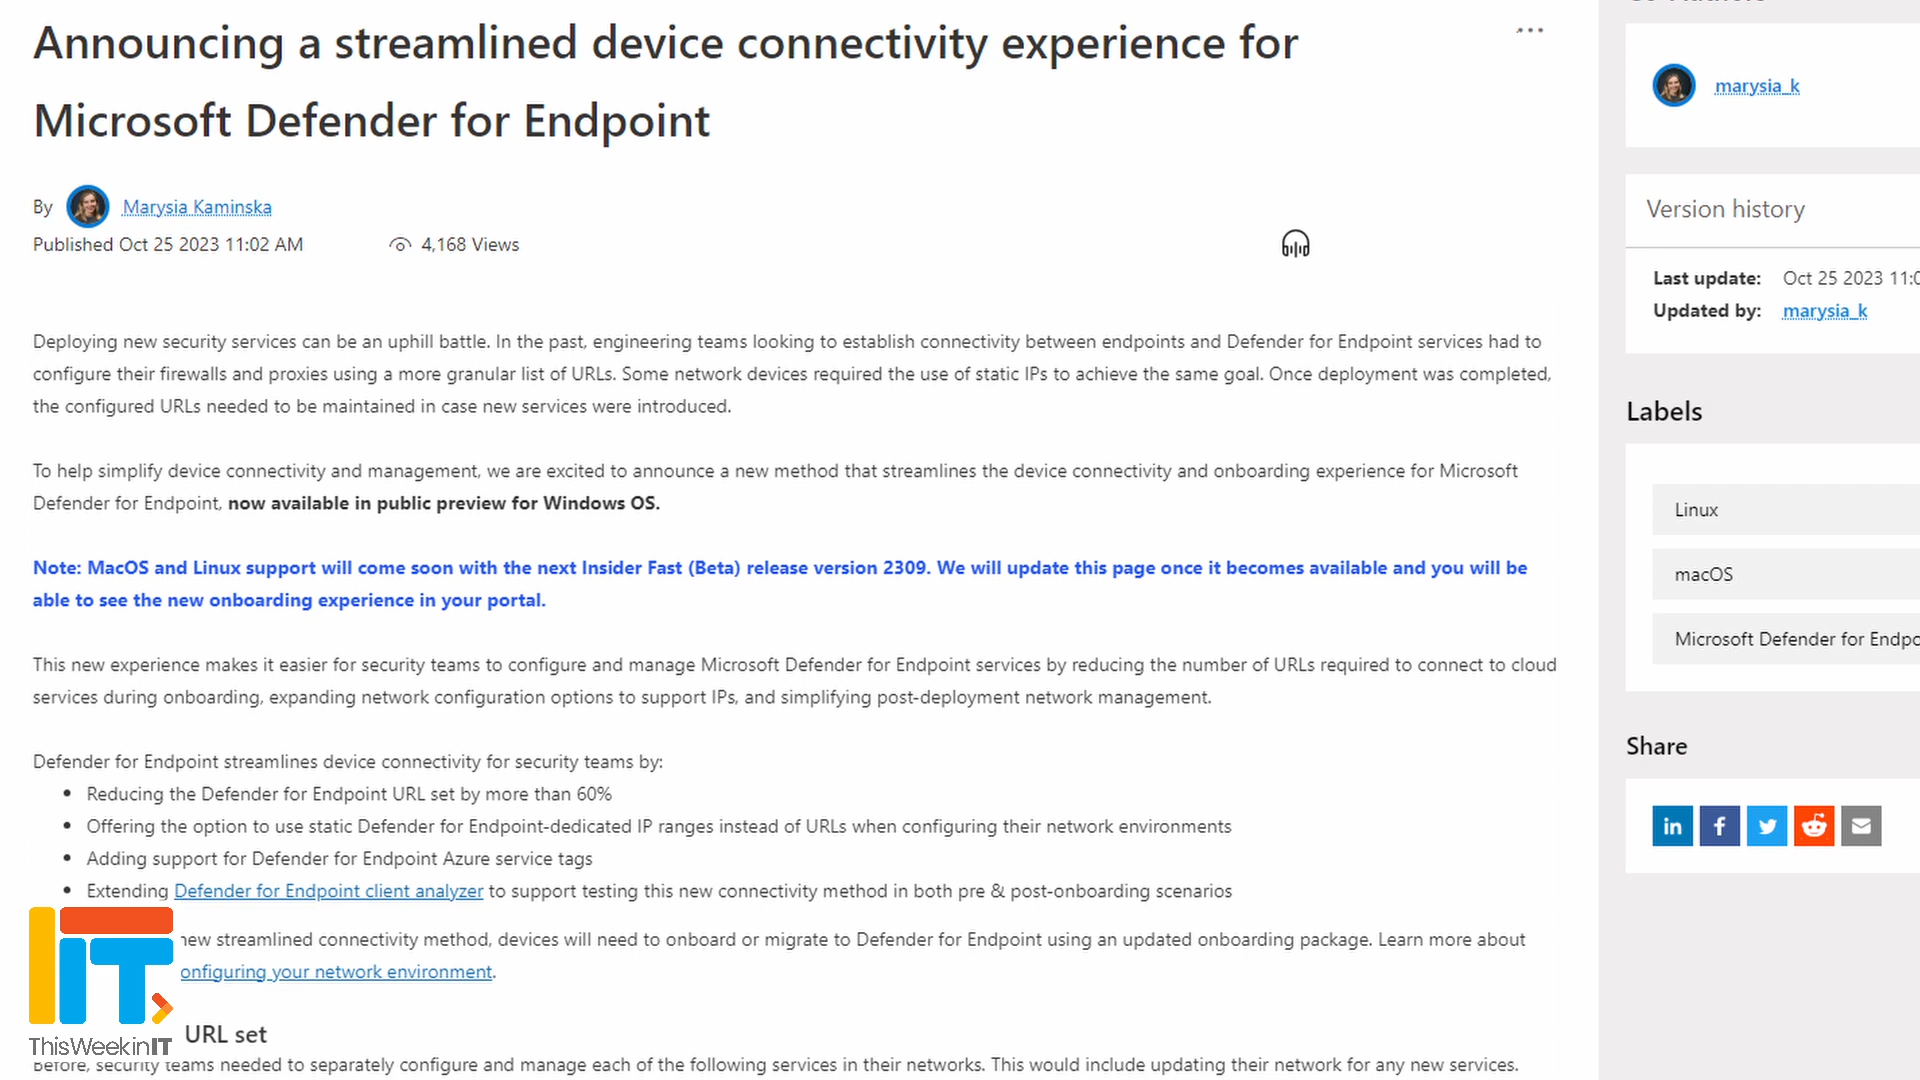 Announcing a streamlined device connectivity experience for
Microsoft Defender for Endpoint
By Marysia Kaminska
Published Oct 25 2023 11:02 AM 4,168 Views
Deploying new security services can be an uphill battle. In the past, engineering teams looking to establish connectivity between endpoints and Defender for Endpoint services had to
configure their firewalls and proxies using a more granular list of URLs. Some network devices required the use of static IPs to achieve the same goal. Once deployment was completed,
the configured URLs needed to be maintained in case new services were introduced.
To help simplify device connectivity and management, we are excited to announce a new method that streamlines the device connectivity and onboarding experience for Microsoft
Defender for Endpoint, now available in public preview for Windows OS.
Note: MacOS and Linux support will come soon with the next Insider Fast (Beta) release version 2309. We will update this page once it becomes available and you will be
able to see the new onboarding experience in your portal.
This new experience makes it easier for security teams to configure and manage Microsoft Defender for Endpoint services by reducing the number of URLs required to connect to cloud
services during onboarding, expanding network configuration options to support IPs, and simplifying post-deployment network management.
Defender for Endpoint streamlines device connectivity for security teams by:
• Reducing the Defender for Endpoint URL set by more than 60%
• Offering the option to use static Defender for Endpoint-dedicated IP ranges instead of URLs when configuring their network environments
• Adding support for Defender for Endpoint Azure service tags
• Extending Defender for Endpoint client analyzer to support testing this new connectivity method in both pre & post-onboarding scenarios
new streamlined connectivity method, devices will need to onboard or migrate to Defender for Endpoint using an updated onboarding package. Learn more about
onfiguring your network environment.
URL set
Before, security teams needed to separately configure and manage each of the following services in their networks. This would include updating their network for any new services.
IT
ThisWeekinIT
marysia_k
Version history
Last update: Oct 25 2023 11:0
Updated by: marysia_k
Labels
Linux
macOS
Microsoft Defender for Endpo
Share
in f